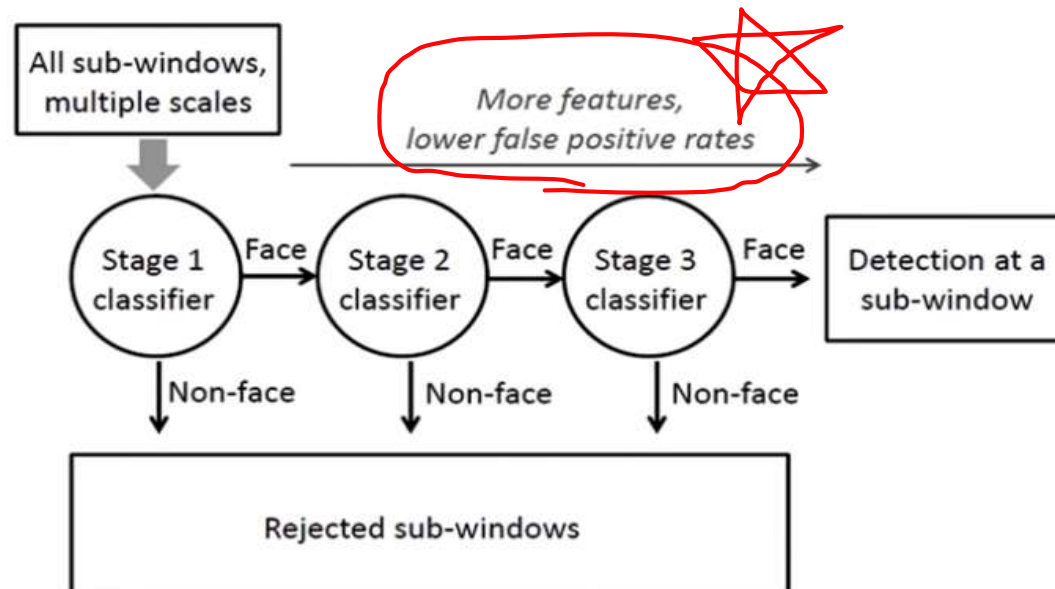 All sub-windows,
multiple scales
More features,
lower false positive rates
Stage 1
classifier
Face
Stage 2
classifier
Face
Stage 3
classifier
Face
Detection at a
sub-window
Non-face
Non-face
Non-face
Rejected sub-windows